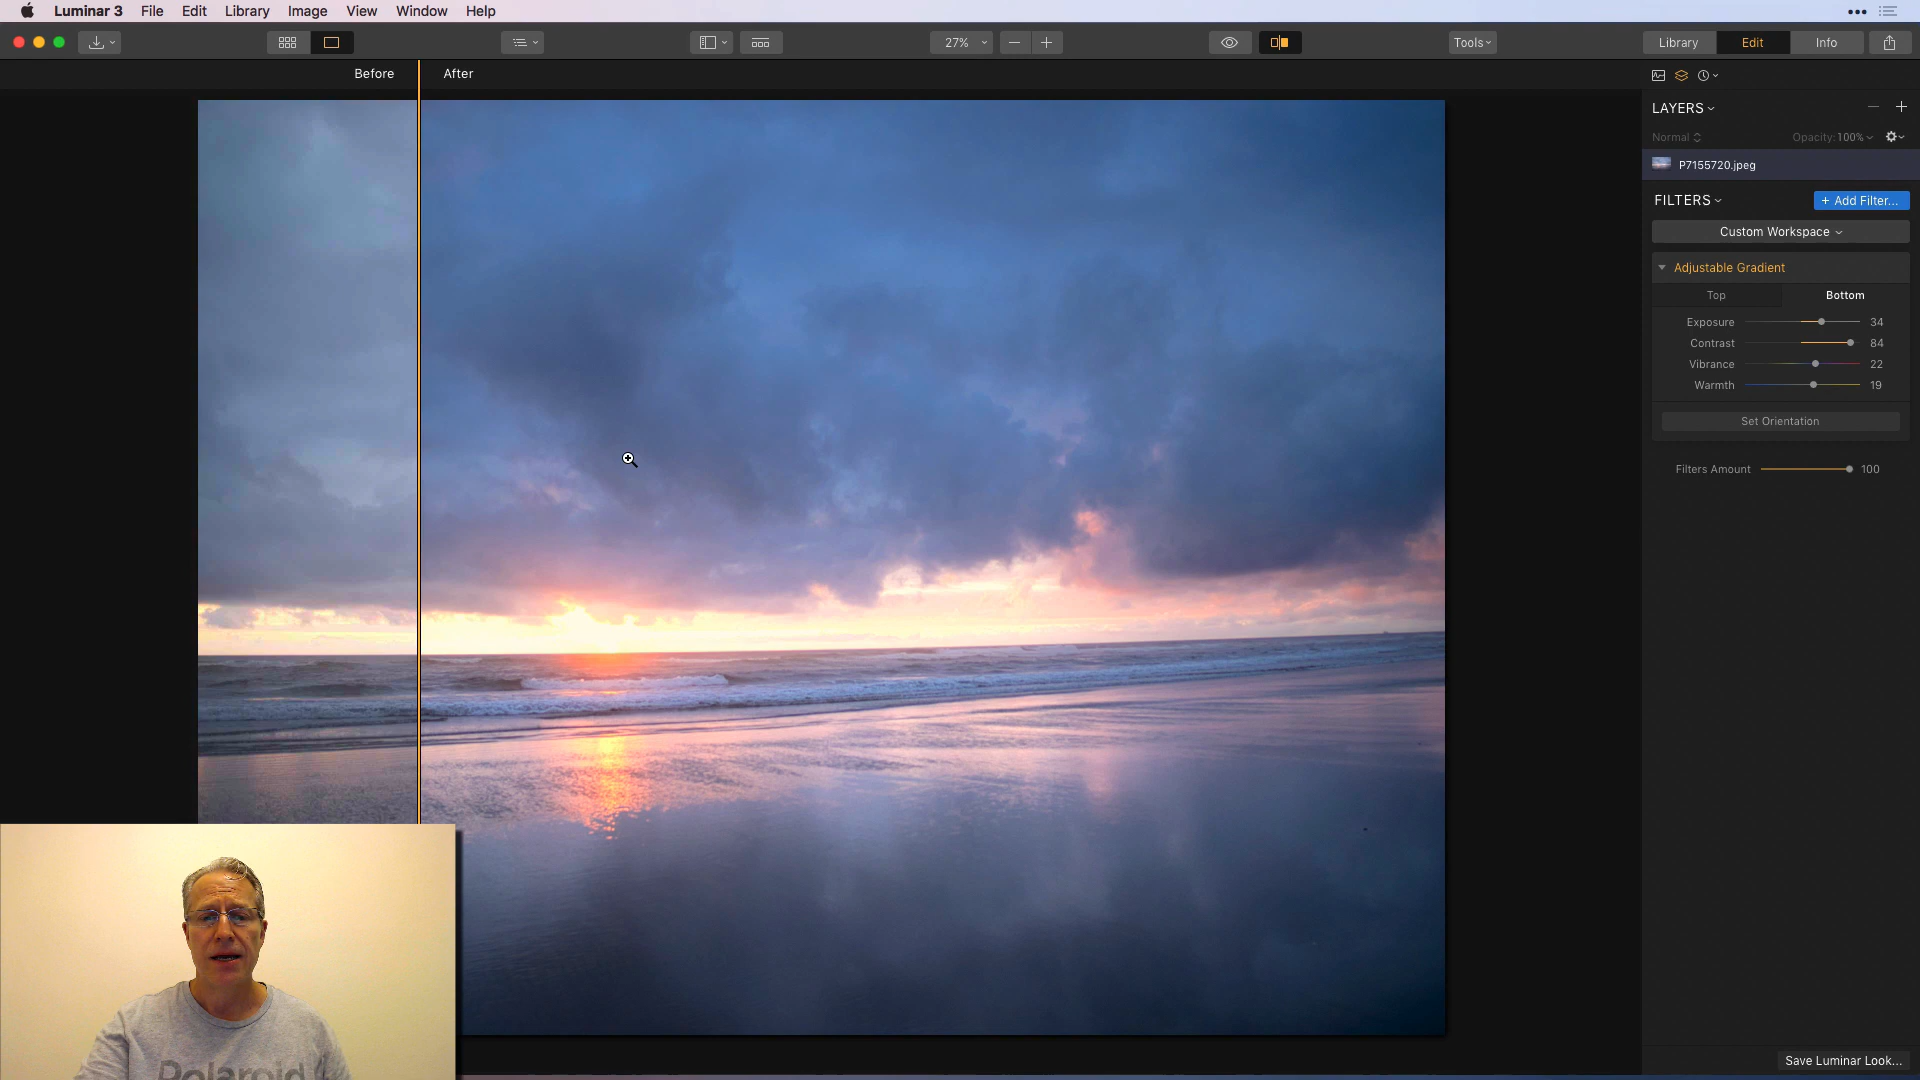 Luminar 3 File Edit Library Image View Window Help
27% Tools Library Edit Info
Before After
LAYERS
Normal Opacity: 100%
P7155720.jpeg
FILTERS + Add Filter...
Custom Workspace
Adjustable Gradient
Top Bottom
Exposure 34
Contrast 84
Vibrance 22
Warmth 19
Set Orientation
Filters Amount 100
Polaroid
Save Luminar Look...